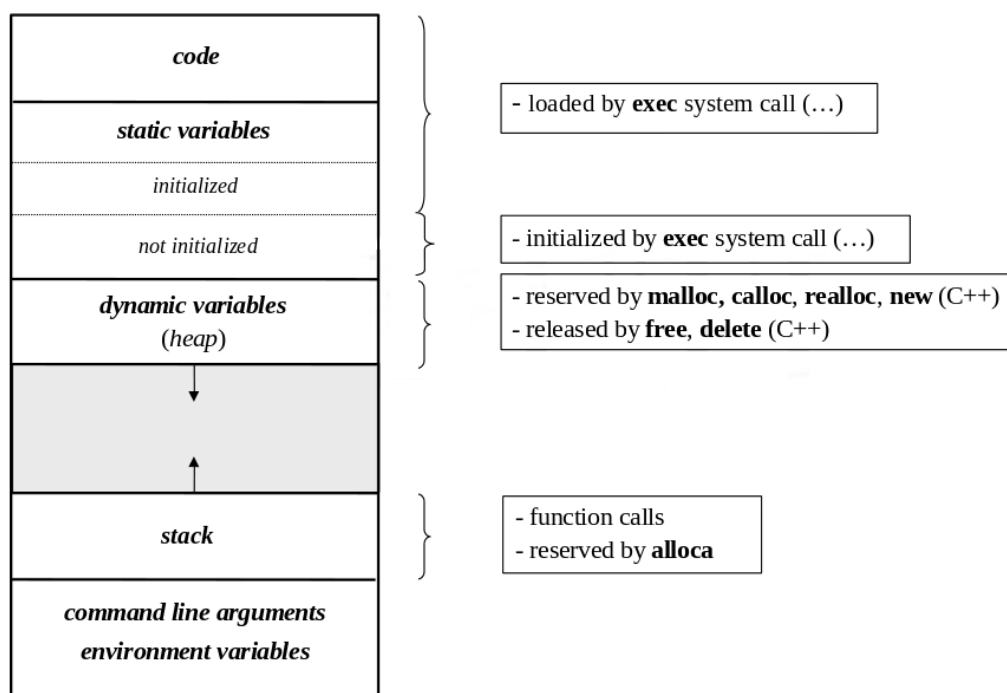 code
- loaded by exec system call (…)
static variables
initialized
not initialized
- initialized by exec system call (…)
dynamic variables
(heap)
- reserved by malloc, calloc, realloc, new (C++)
- released by free, delete (C++)
stack
- function calls
- reserved by alloca
command line arguments
environment variables